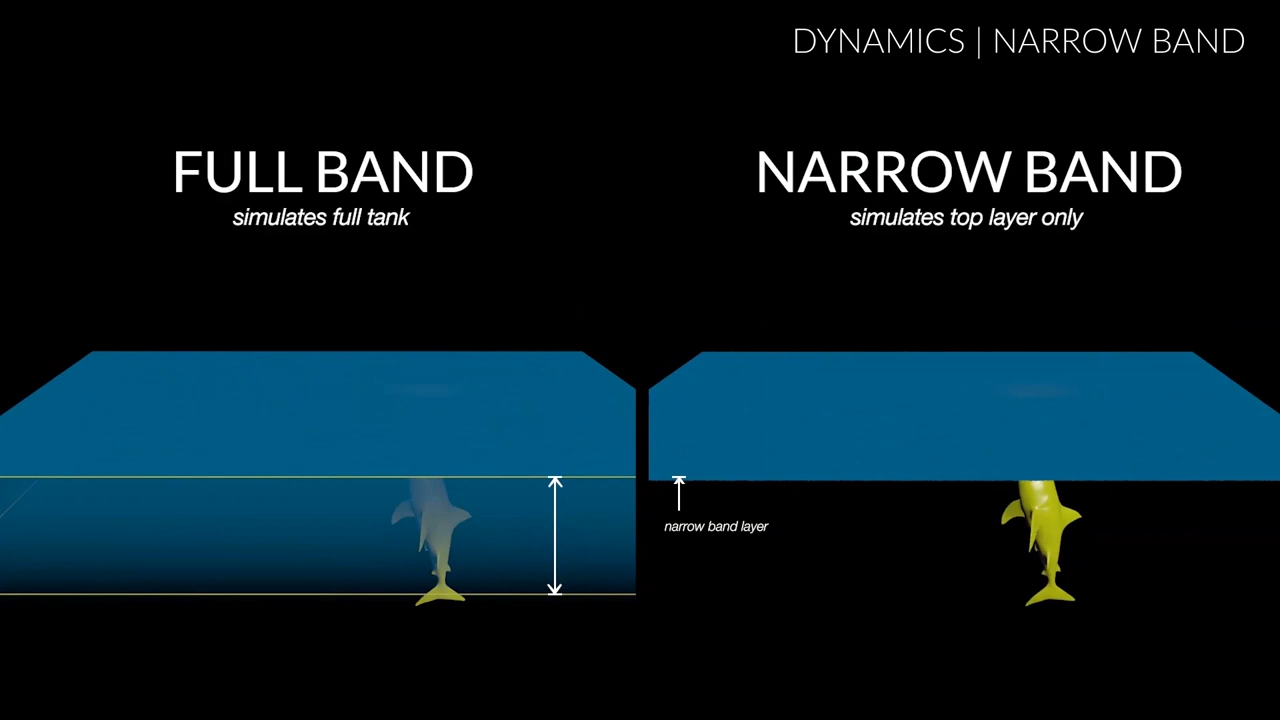 DYNAMICS | NARROW BAND
FULL BAND
simulates full tank
NARROW BAND
simulates top layer only
narrow band layer